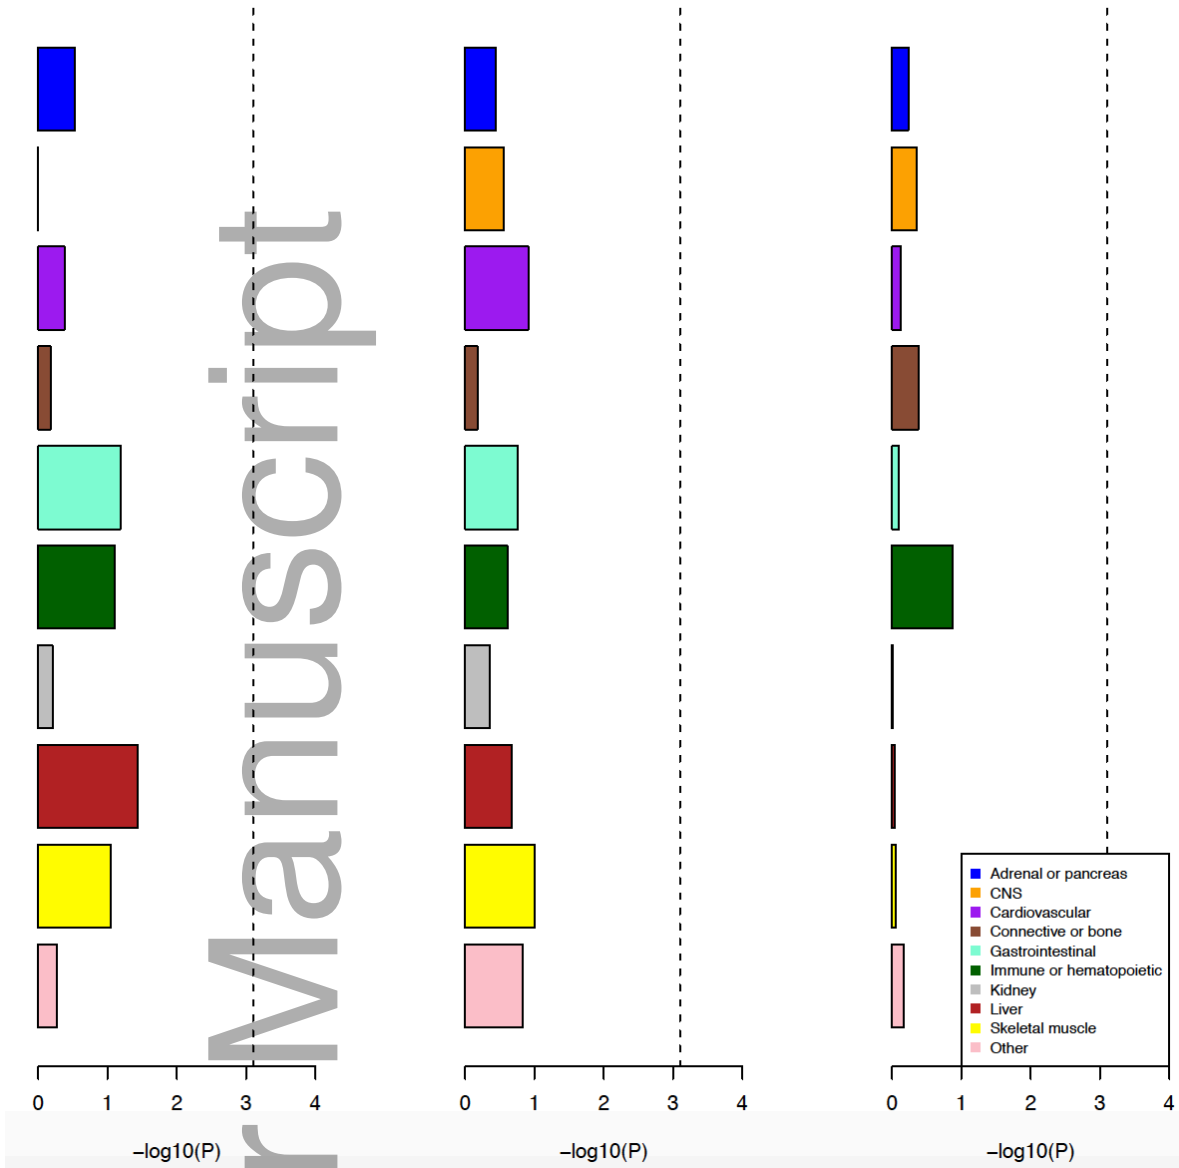 r Manuscript
0 1 2 3 4
-log10(P)
0 1 2 3 4
-log10(P)
0 1 2 3 4
-log10(P)
Adrenal or pancreas
CNS
Cardiovascular
Connective or bone
Gastrointestinal
Immune or hematopoietic
Kidney
Liver
Skeletal muscle
Other